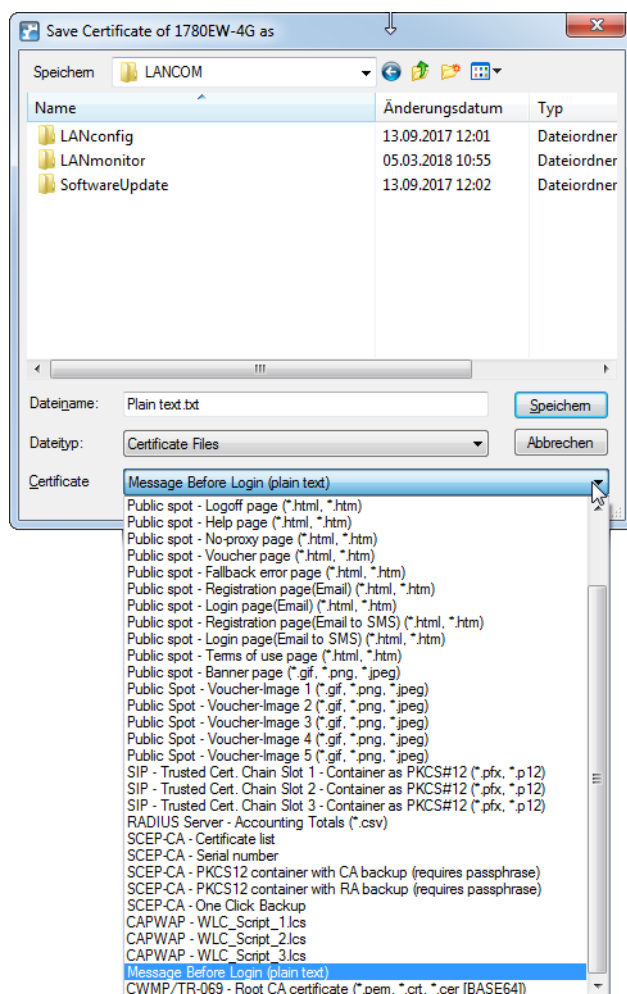 Save Certificate of 1780EW-4G as
Speichern LANCOM
Name Änderungsdatum Typ
LANconfig 13.09.2017 12:01 Dateiordner
LANmonitor 05.03.2018 10:55 Dateiordner
SoftwareUpdate 13.09.2017 12:02 Dateiordner
Dateiname: Plain text.txt Speichern
Dateityp: Certificate Files Abbrechen
Certificate Message Before Login (plain text)
Public spot - Logoff page (*.html, *.htm)
Public spot - Help page (*.html, *.htm)
Public spot - No-proxy page (*.html, *.htm)
Public spot - Voucher page (*.html, *.htm)
Public spot - Fallback error page (*.html, *.htm)
Public spot - Registration page(Email) (*.html, *.htm)
Public spot - Login page(Email) (*.html, *.htm)
Public spot - Registration page(Email to SMS) (*.html, *.htm)
Public spot - Login page(Email to SMS) (*.html, *.htm)
Public spot - Terms of use page (*.html, *.htm)
Public spot - Banner page (*.gif, *.png, *.jpeg)
Public Spot - Voucher-Image 1 (*.gif, *.png, *.jpeg)
Public Spot - Voucher-Image 2 (*.gif, *.png, *.jpeg)
Public Spot - Voucher-Image 3 (*.gif, *.png, *.jpeg)
Public Spot - Voucher-Image 4 (*.gif, *.png, *.jpeg)
Public Spot - Voucher-Image 5 (*.gif, *.png, *.jpeg)
SIP - Trusted Cert. Chain Slot 1 - Container as PKCS#12 (*.pfx, *.p12)
SIP - Trusted Cert. Chain Slot 2 - Container as PKCS#12 (*.pfx, *.p12)
SIP - Trusted Cert. Chain Slot 3 - Container as PKCS#12 (*.pfx, *.p12)
RADIUS Server - Accounting Totals (*.csv)
SCEP-CA - Certificate list
SCEP-CA - Serial number
SCEP-CA - PKCS12 container with CA backup (requires passphrase)
SCEP-CA - PKCS12 container with RA backup (requires passphrase)
SCEP-CA - One Click Backup
CAPWAP - WLC_Script_1.lcs
CAPWAP - WLC_Script_2.lcs
CAPWAP - WLC_Script_3.lcs
Message Before Login (plain text)
CWMP/TR-069 - Root CA certificate (*.pem, *.crt, *.cer [BASE64])